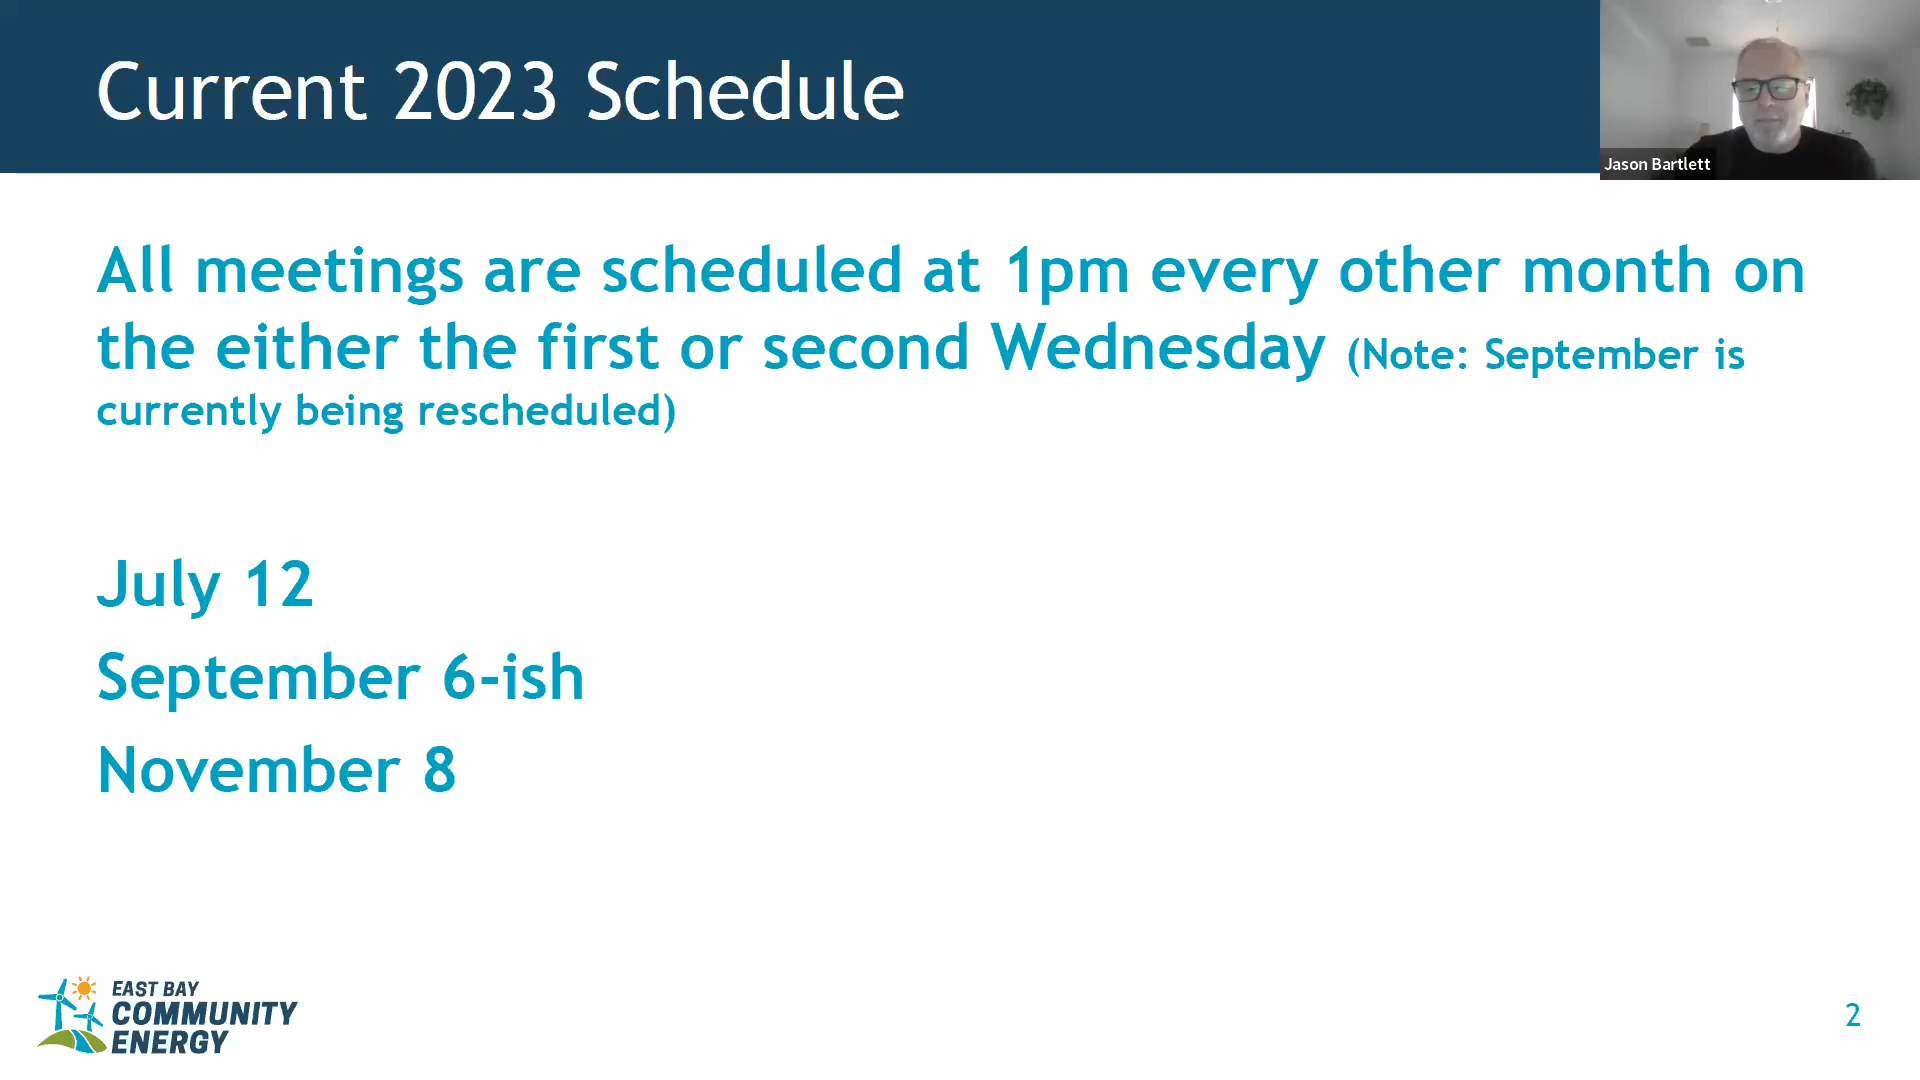 Current 2023 Schedule
Jason Bartlett
All meetings are scheduled at 1pm every other month on
the either the first or second Wednesday (Note: September is
currently being rescheduled)
July 12
September 6-ish
November 8
EAST BAY
COMMUNITY
ENERGY
2